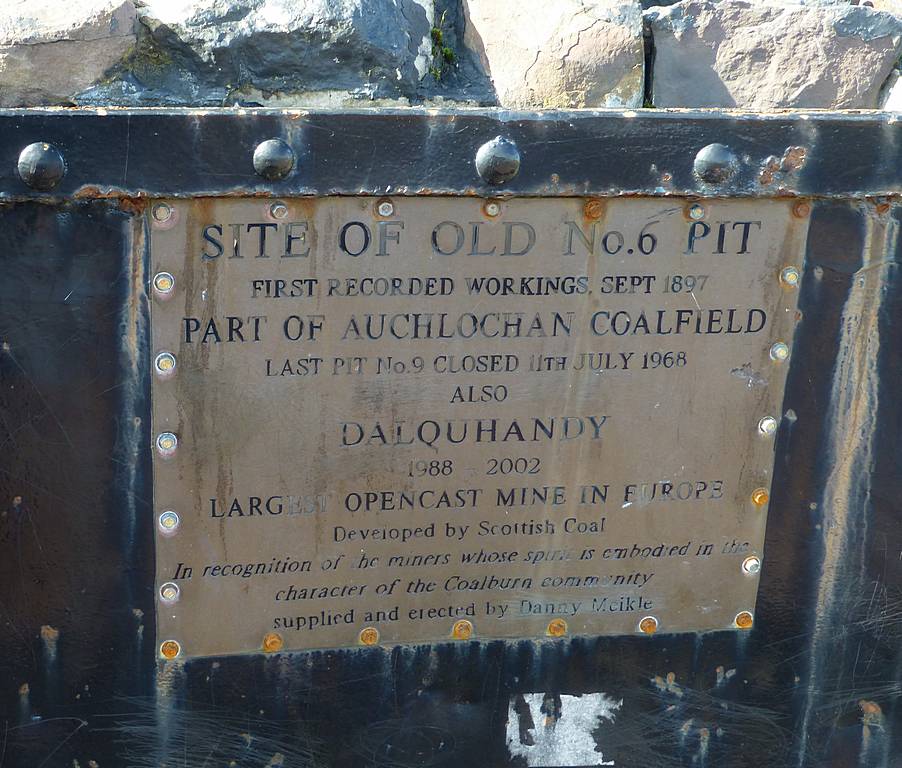 SITE OF OLD No.6 PIT
FIRST RECORDED WORKINGS. SEPT 1897
PART OF AUCHLOCHAN COALFIELD
LAST PIT No.9 CLOSED 11TH JULY 1968
ALSO
DALQUHANDY
1988 - 2002
LARGEST OPENCAST MINE IN EUROPE
Developed by Scottish Coal
In recognition of the miners whose spirit is embodied in the
character of the Coalburn community
supplied and erected by Danny Meikle